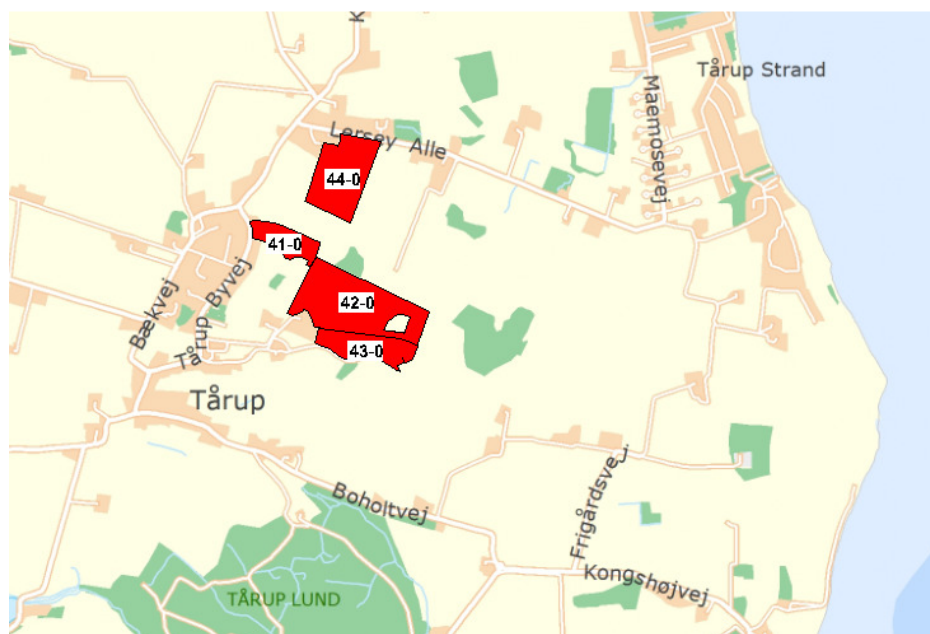 K
Tårup Strand
Maemosevej
Lersey Alle
44-0
41-0
42-0
43-0
Bækvej
Tårup Byvej
Tårup
Boholtvej
Frigårdsvej
Kongshøjvej
TÅRUP LUND